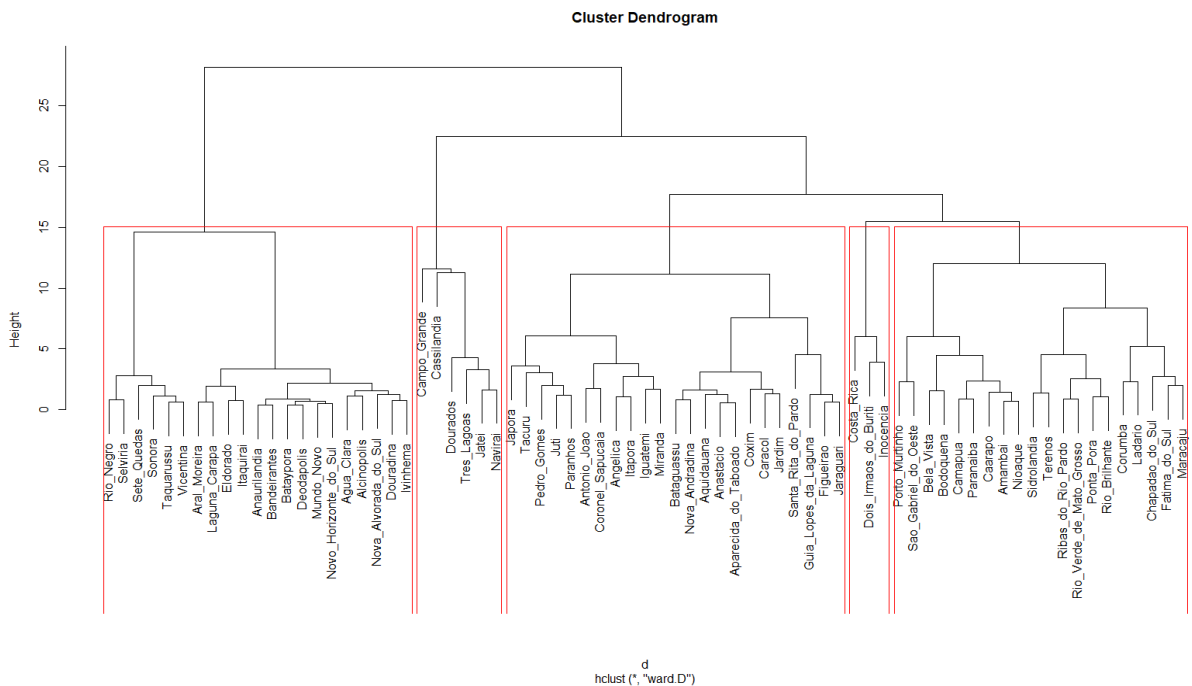 Cluster Dendrogram
Height
0
5
10
15
20
25
Rio_Negro
Selviria
Sete_Quedas
Sonora
Taquarussu
Vicentina
Aral_Moreira
Laguna_Carapa
Eldorado
Itaquirai
Anaurilandia
Bandeirantes
Bataypora
Deodapolis
Mundo_Novo
Novo_Horizonte_do_Sul
Agua_Clara
Alcinopolis
Nova_Alvorada_do_Sul
Douradina
Ivinhema
Campo_Grande
Cassilandia
Dourados
Tres_Lagoas
Jatei
Navirai
Japora
Tacuru
Pedro_Gomes
Juti
Paranhos
Antonio_Joao
Coronel_Sapucaia
Angelica
Itapora
Iguatemi
Miranda
Bataguassu
Nova_Andradina
Aquidauana
Anastacio
Aparecida_do_Taboado
Coxim
Caracol
Jardim
Santa_Rita_do_Pardo
Guia_Lopes_da_Laguna
Figueirao
Jaraguari
Costa_Rica
Dois_Irmaos_do_Buriti
Inocencia
Porto_Murtinho
Sao_Gabriel_do_Oeste
Bela_Vista
Bodoquena
Camapua
Paranaiba
Caarapo
Amambai
Nioaque
Sidrolandia
Terenos
Ribas_do_Rio_Pardo
Rio_Verde_de_Mato_Grosso
Ponta_Pora
Rio_Brilhante
Corumba
Ladario
Chapadao_do_Sul
Fatima_do_Sul
Maracaju
d
hclust (*, "ward.D")